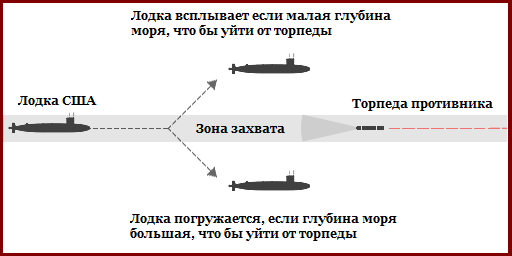 Лодка всплывает если малая глубина
моря, что бы уйти от торпеды
Лодка США
Торпеда противника
Зона захвата
Лодка погружается, если глубина моря
большая, что бы уйти от торпеды